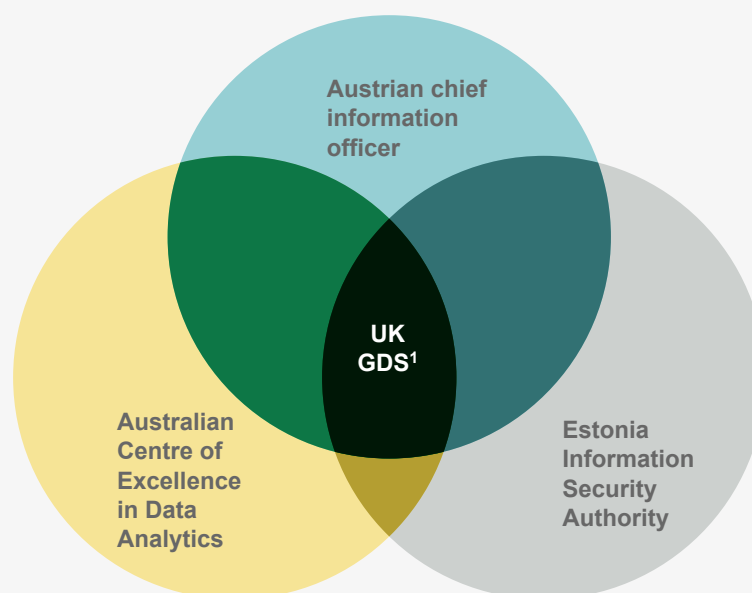 Austrian chief
information
officer
UK
GDS¹
Australian
Centre of
Excellence
in Data
Analytics
Estonia
Information
Security
Authority